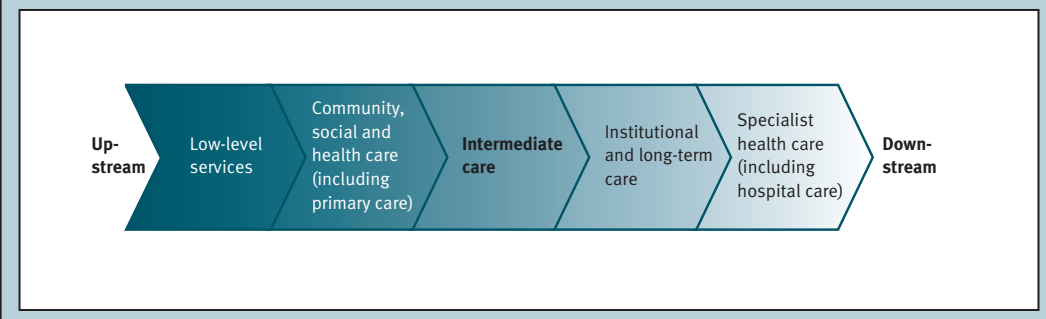 Up-
stream
Low-level
services
Community,
social and
health care
(including
primary care)
Intermediate
care
Institutional
and long-term
care
Specialist
health care
(including
hospital care)
Down-
stream